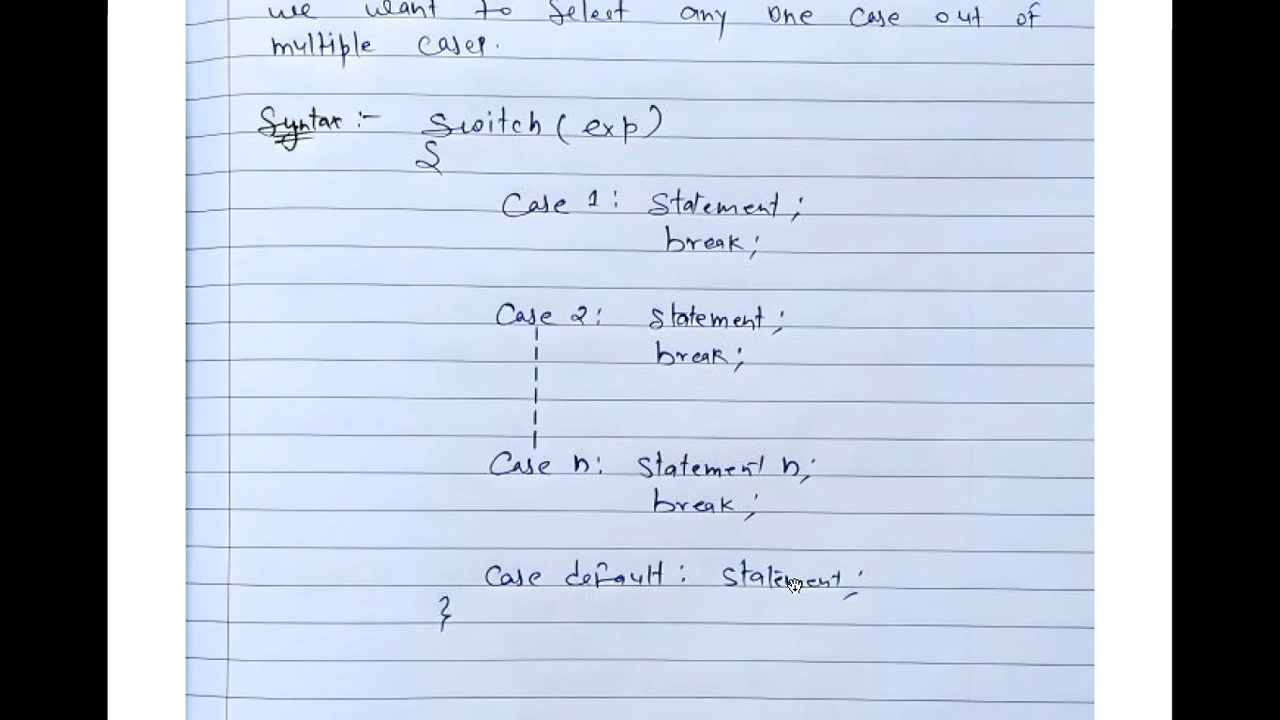 we want to select any one case out of
multiple cases.
Syntax :- Switch ( exp )
{
Case 1 : Statement ;
break ;
Case 2 : statement ;
break ;
Case n : statement n ;
break ;
Case default : statement ;
}